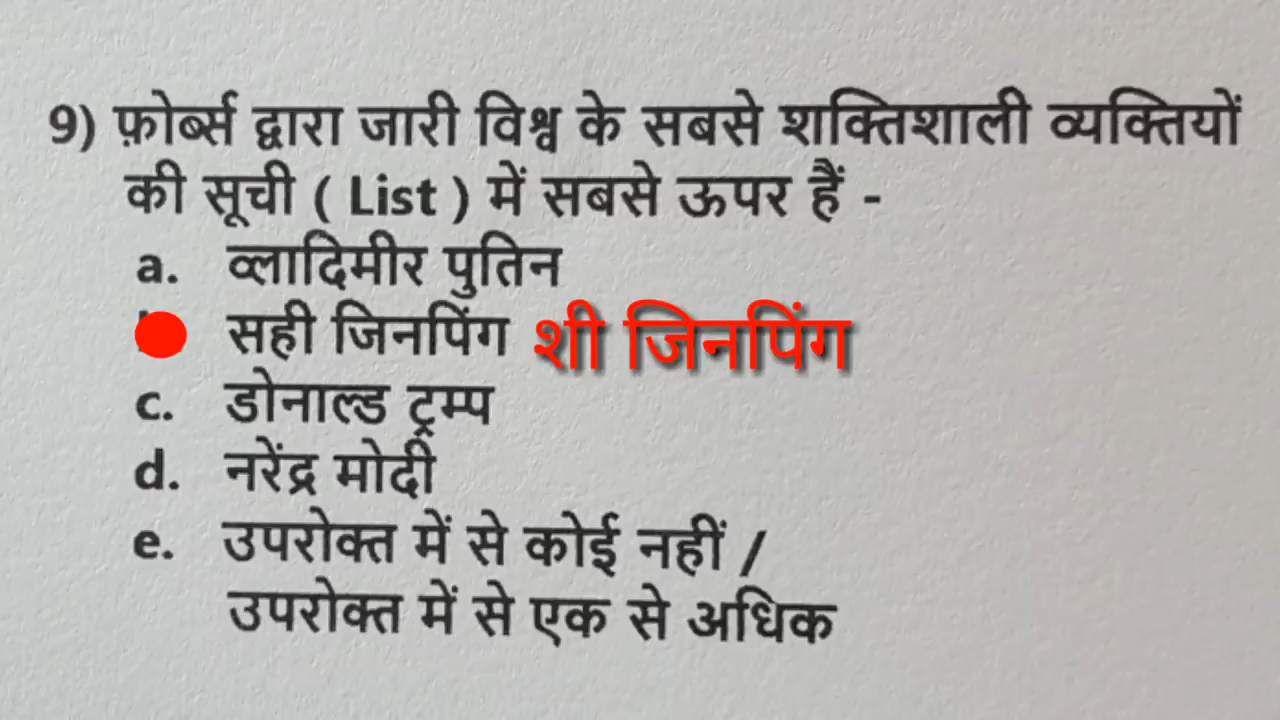 9) फ़ोर्ब्स द्वारा जारी विश्व के सबसे शक्तिशाली व्यक्तियों
की सूची ( List ) में सबसे ऊपर हैं -
a. व्लादिमीर पुतिन
सही जिनपिंग शी जिनपिंग
c. डोनाल्ड ट्रम्प
d. नरेंद्र मोदी
e. उपरोक्त में से कोई नहीं /
उपरोक्त में से एक से अधिक